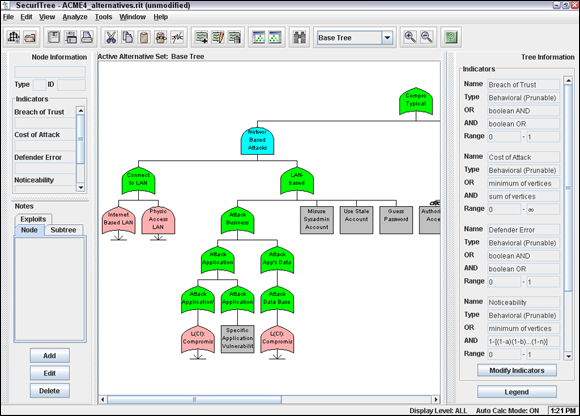 SecurITree - ACME4_alternatives.rit (unmodified)
File Edit View Analyze Tools Window Help
Base Tree
Node Information
Type ID
Indicators
Breach of Trust
Cost of Attack
Defender Error
Noticeability
Notes
Exploits
Node Subtree
Add
Edit
Delete
Active Alternative Set: Base Tree
Typical
Networ
Based
Attacks
Connect
to LAN
LAN-
based
Internet
Based LAN
Physic
Access
LAN
Attack
Business
Misuse
Sysadmin
Account
Use Stale
Account
Guess
Password
Acce
Attack
Application
Attack
App's Data
Attack
Application'
Attack
Application
Attack
Data Base
L(CI):
Compromis
Specific
Application
Vulnerabilit
L(CI):
Compromis
Tree Information
Indicators
Name Breach of Trust
Type Behavioral (Prunable)
OR boolean AND
AND boolean OR
Range 0 - 1
Name Cost of Attack
Type Behavioral (Prunable)
OR minimum of vertices
AND sum of vertices
Range 0 - ∞
Name Defender Error
Type Behavioral (Prunable)
OR boolean AND
AND boolean OR
Range 0 - 1
Name Noticeability
Type Behavioral (Prunable)
OR minimum of vertices
AND 1-[(1-a)(1-b)...(1-n)]
Range 0 - 1
Modify Indicators
Legend
Display Level: ALL Auto Calc Mode: ON 1:21 PM